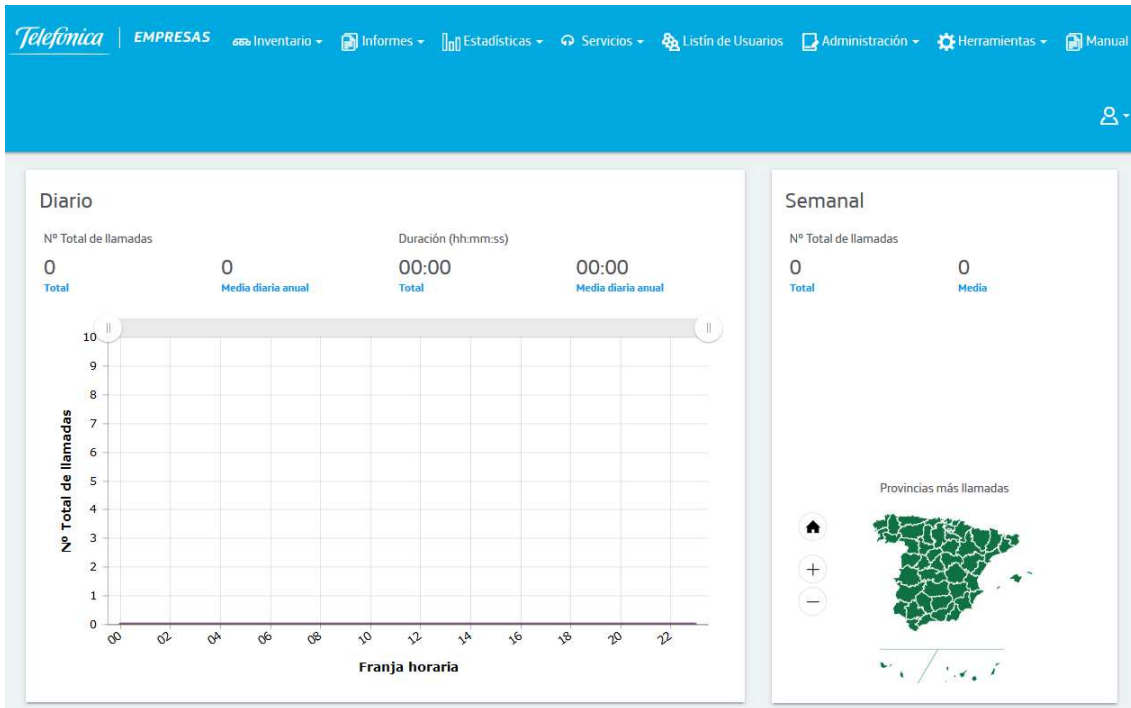 Telefónica EMPRESAS Inventario Informes Estadísticas Servicios Listín de Usuarios Administración Herramientas Manual
Diario
Nº Total de llamadas Duración (hh:mm:ss)
0 0 00:00 00:00
Total Media diaria anual Total Media diaria anual
10
9
8
7
6
5
4
3
2
1
0
Nº Total de llamadas
00 02 04 06 08 10 12 14 16 18 20 22
Franja horaria
Semanal
Nº Total de llamadas
0 0
Total Media
Provincias más llamadas